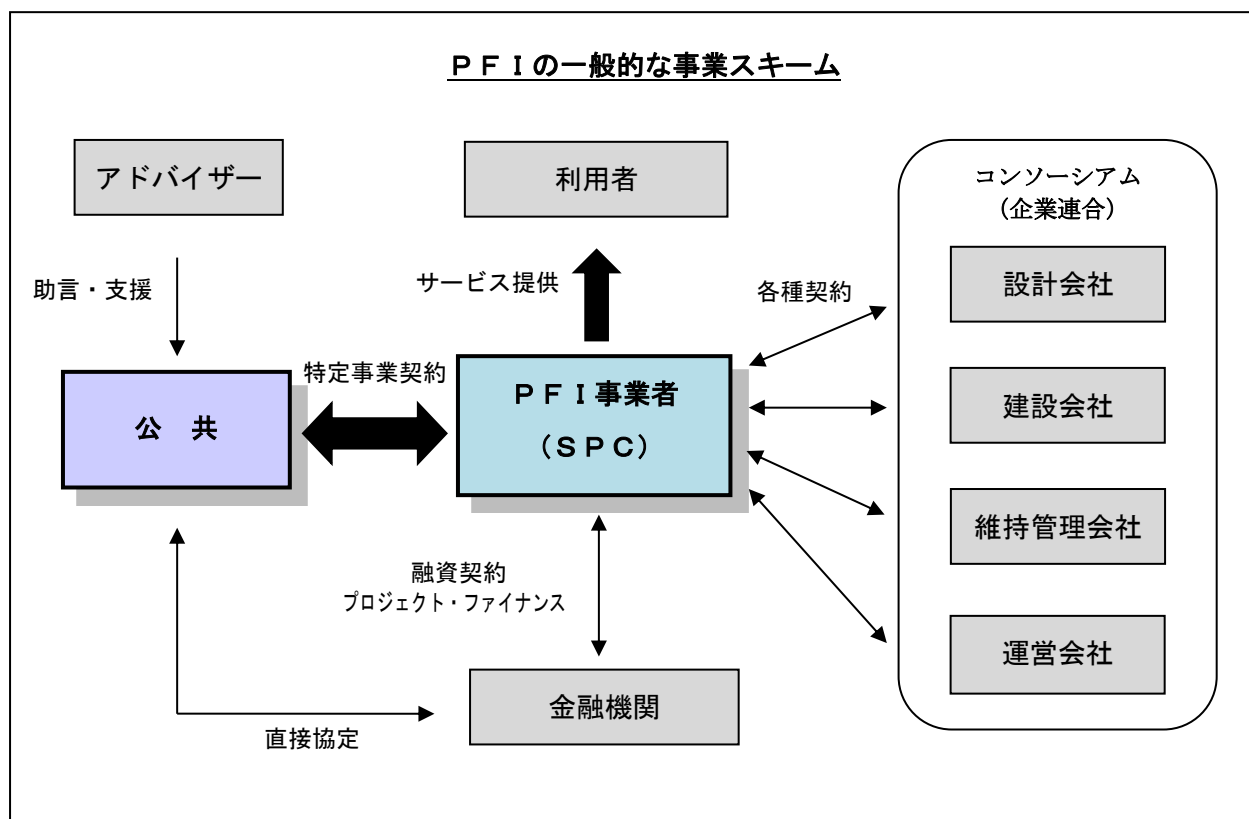 ＰＦＩの一般的な事業スキーム
アドバイザー
利用者
コンソーシアム
（企業連合）
助言・支援
サービス提供
各種契約
設計会社
特定事業契約
公　共
ＰＦＩ事業者
（ＳＰＣ）
建設会社
維持管理会社
融資契約
プロジェクト・ファイナンス
運営会社
金融機関
直接協定